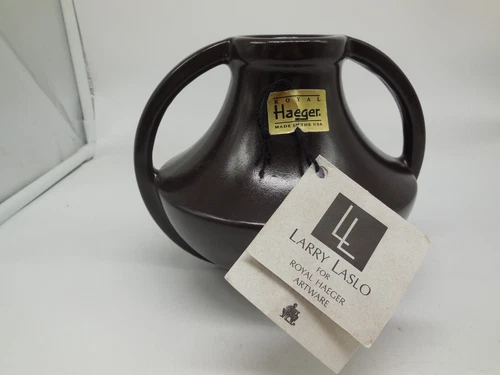 ROYAL
Haeger
MADE IN THE USA
LL
LARRY LASLO
FOR
ROYAL HAEGER
ARTWARE